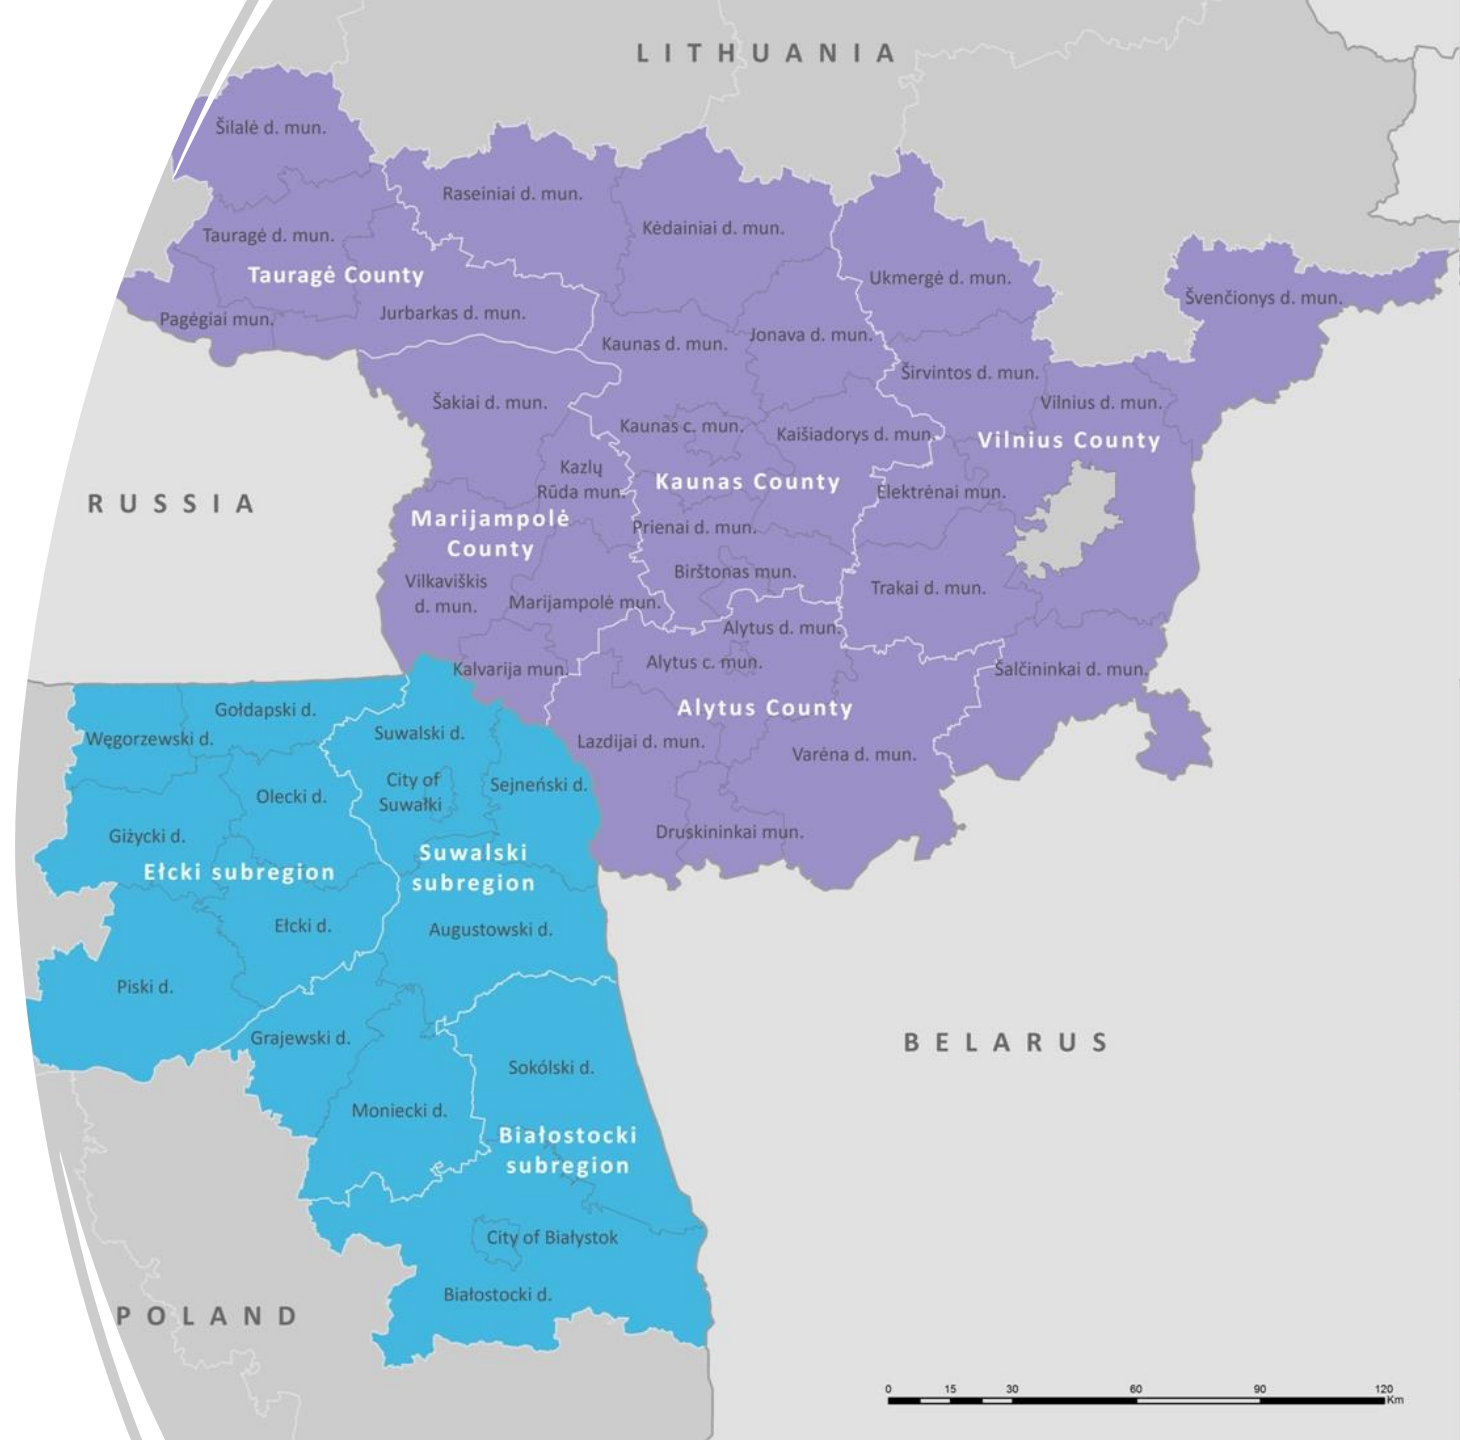 LITHUANIA
Šilalė d. mun.
Raseiniai d. mun.
Kėdainiai d. mun.
Tauragė d. mun.
Tauragė County
Ukmergė d. mun.
Švenčionys d. mun.
Pagėgiai mun.
Jurbarkas d. mun.
Kaunas d. mun.
Jonava d. mun.
Širvintos d. mun.
Šakiai d. mun.
Vilnius d. mun.
Kaunas c. mun.
Kaišiadorys d. mun.
Vilnius County
Kazlų
Rūda mun.
Kaunas County
Elektrėnai mun.
RUSSIA
Marijampolė
County
Prienai d. mun.
Birštonas mun.
Vilkaviškis
d. mun.
Marijampolė mun.
Trakai d. mun.
Alytus d. mun.
Kalvarija mun.
Alytus c. mun.
Šalčininkai d. mun.
Alytus County
Gołdapski d.
Węgorzewski d.
Suwalski d.
Lazdijai d. mun.
Varėna d. mun.
City of
Suwałki
Sejneński d.
Olecki d.
Giżycki d.
Druskininkai mun.
Ełcki subregion
Suwalski
subregion
Ełcki d.
Augustowski d.
Piski d.
Grajewski d.
BELARUS
Sokólski d.
Moniecki d.
Białostocki
subregion
City of Białystok
Białostocki d.
POLAND
0 15 30 60 90 120
Km